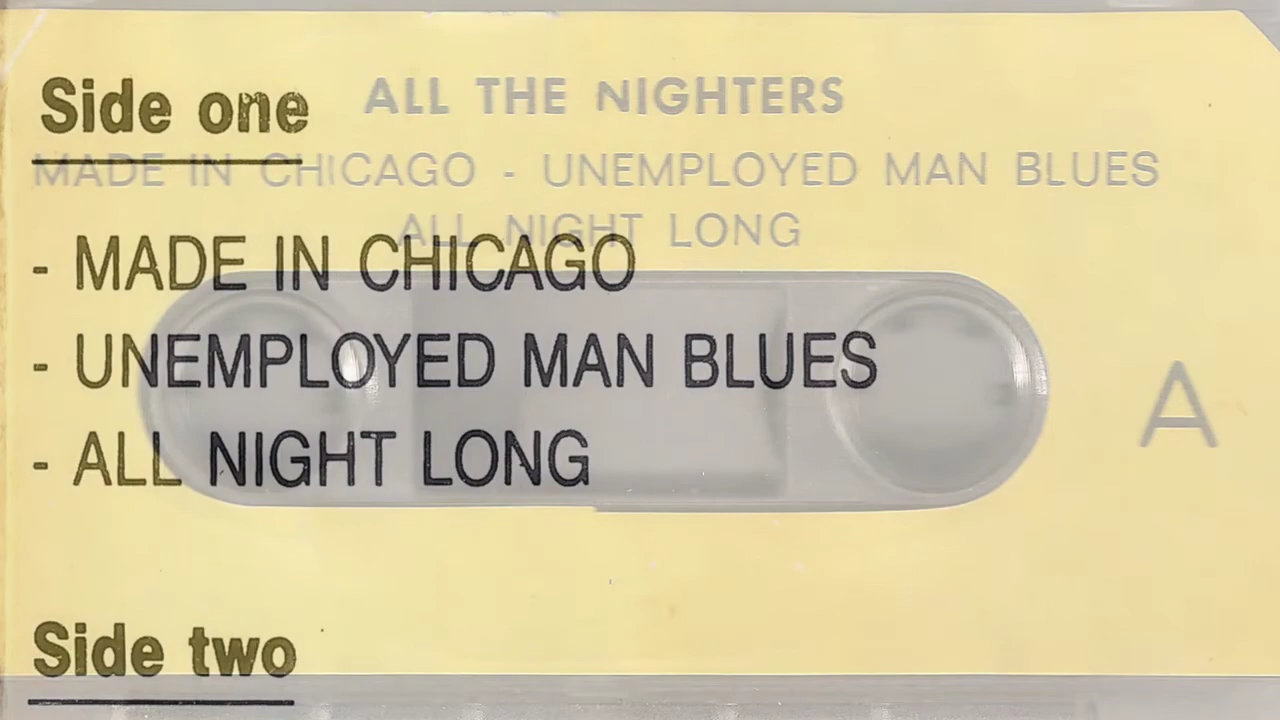 Side one
ALL THE NIGHTERS
MADE IN CHICAGO - UNEMPLOYED MAN BLUES
ALL NIGHT LONG
- MADE IN CHICAGO
- UNEMPLOYED MAN BLUES
- ALL NIGHT LONG
A
Side two